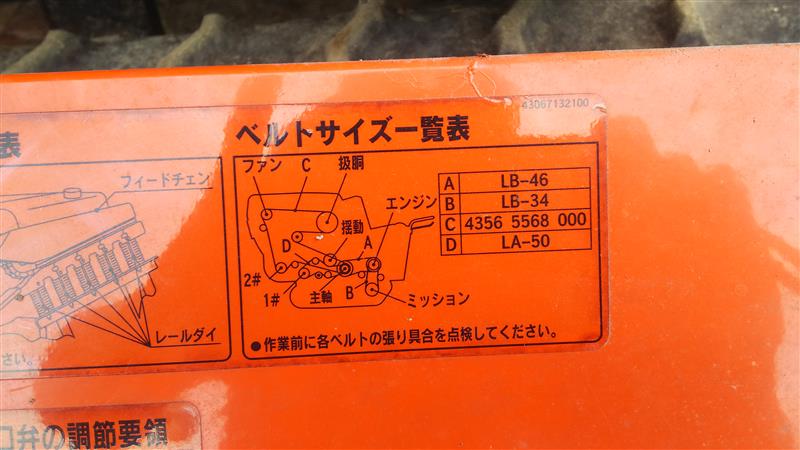 43067132100
表
ベルトサイズ一覧表
フィードチェン
レールダイ
さい。
ファン
C
扱胴
エンジン
揺動
D
A
2#
1#
主軸
B
ミッション
A LB-46
B LB-34
C 4356 5568 000
D LA-50
●作業前に各ベルトの張り具合を点検してください。
口弁の調節要領